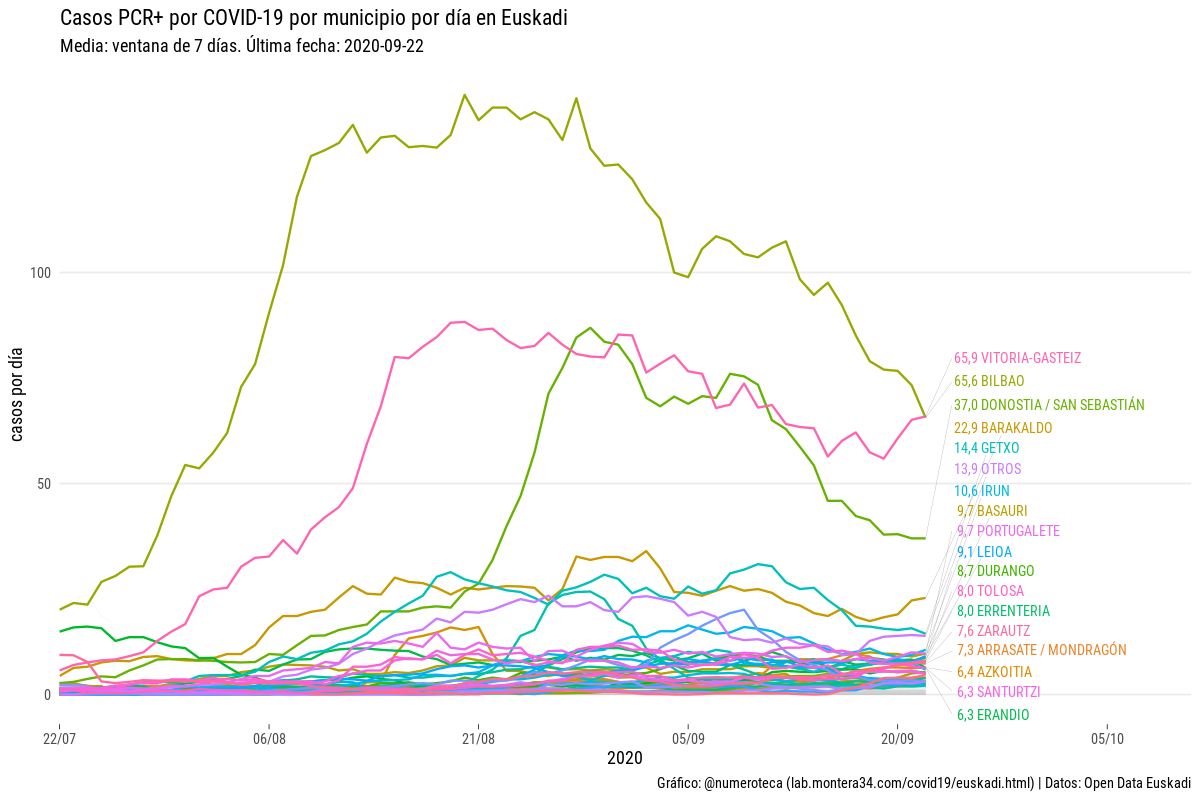 Casos PCR+ por COVID-19 por municipio por día en Euskadi
Media: ventana de 7 días. Última fecha: 2020-09-22
casos por día
100
50
0
65,9 VITORIA-GASTEIZ
65,6 BILBAO
37,0 DONOSTIA / SAN SEBASTIÁN
22,9 BARAKALDO
14,4 GETXO
13,9 OTROS
10,6 IRUN
9,7 BASAURI
9,7 PORTUGALETE
9,1 LEIOA
8,7 DURANGO
8,0 TOLOSA
8,0 ERRENTERIA
7,6 ZARAUTZ
7,3 ARRASATE / MONDRAGÓN
6,4 AZKOITIA
6,3 SANTURTZI
6,3 ERANDIO
22/07 06/08 21/08 05/09 20/09 05/10
2020
Gráfico: @numeroteca (lab.montera34.com/covid19/euskadi.html) | Datos: Open Data Euskadi